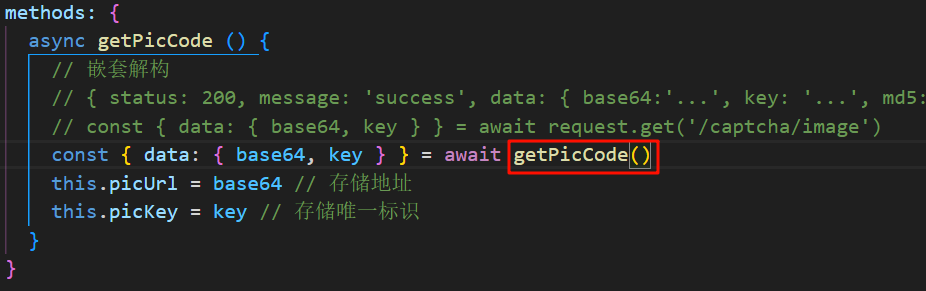 methods: {
async getPicCode () {
// 嵌套解构
// { status: 200, message: 'success', data: { base64:'...', key: '...', md5:
// const { data: { base64, key } } = await request.get('/captcha/image')
const { data: { base64, key } } = await getPicCode()
this.picUrl = base64 // 存储地址
this.picKey = key // 存储唯一标识
}
}